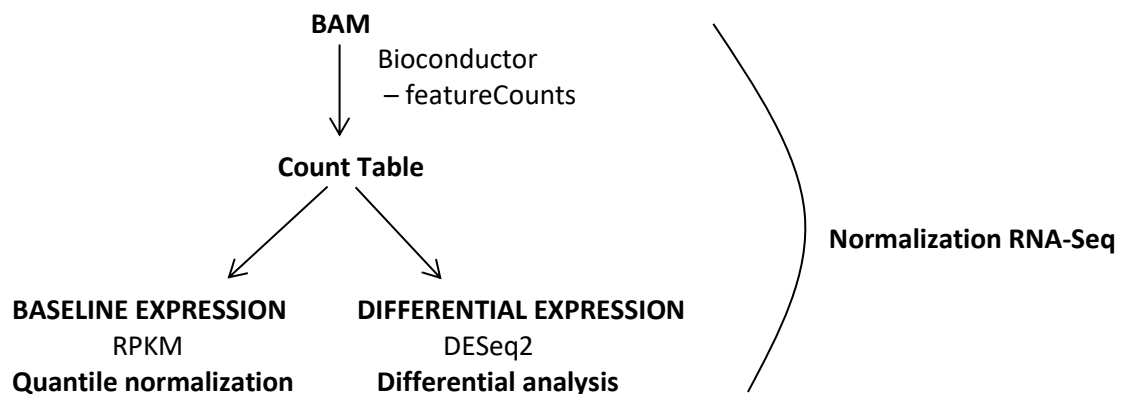 BAM
Bioconductor
– featureCounts
Count Table
Normalization RNA-Seq
BASELINE EXPRESSION
RPKM
Quantile normalization
DIFFERENTIAL EXPRESSION
DESeq2
Differential analysis